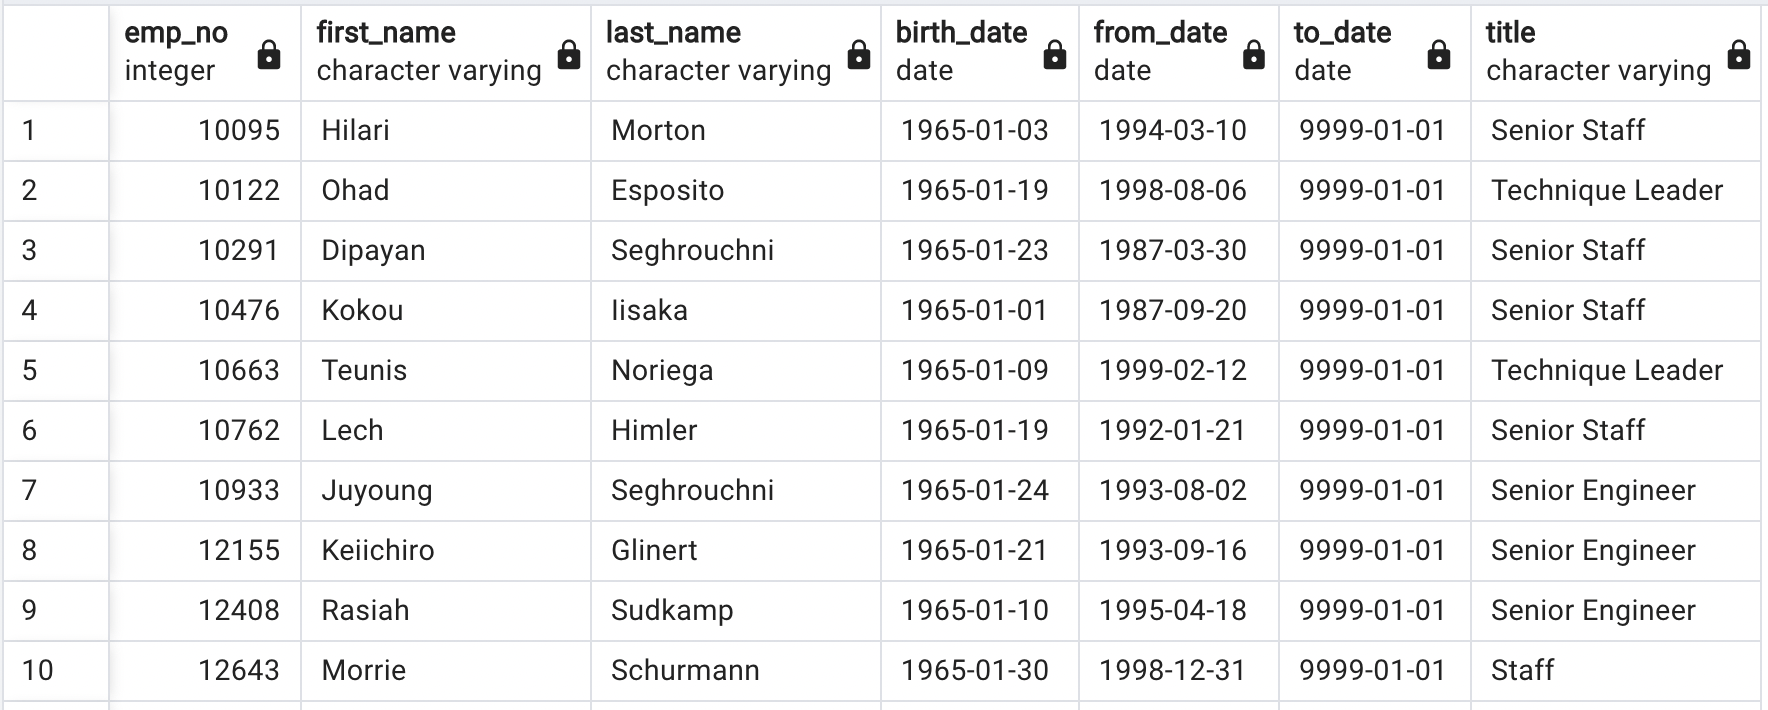 emp_no first_name last_name birth_date from_date to_date title
integer character varying character varying date date date character varying
1 10095 Hilari Morton 1965-01-03 1994-03-10 9999-01-01 Senior Staff
2 10122 Ohad Esposito 1965-01-19 1998-08-06 9999-01-01 Technique Leader
3 10291 Dipayan Seghrouchni 1965-01-23 1987-03-30 9999-01-01 Senior Staff
4 10476 Kokou Iisaka 1965-01-01 1987-09-20 9999-01-01 Senior Staff
5 10663 Teunis Noriega 1965-01-09 1999-02-12 9999-01-01 Technique Leader
6 10762 Lech Himler 1965-01-19 1992-01-21 9999-01-01 Senior Staff
7 10933 Juyoung Seghrouchni 1965-01-24 1993-08-02 9999-01-01 Senior Engineer
8 12155 Keiichiro Glinert 1965-01-21 1993-09-16 9999-01-01 Senior Engineer
9 12408 Rasiah Sudkamp 1965-01-10 1995-04-18 9999-01-01 Senior Engineer
10 12643 Morrie Schurmann 1965-01-30 1998-12-31 9999-01-01 Staff